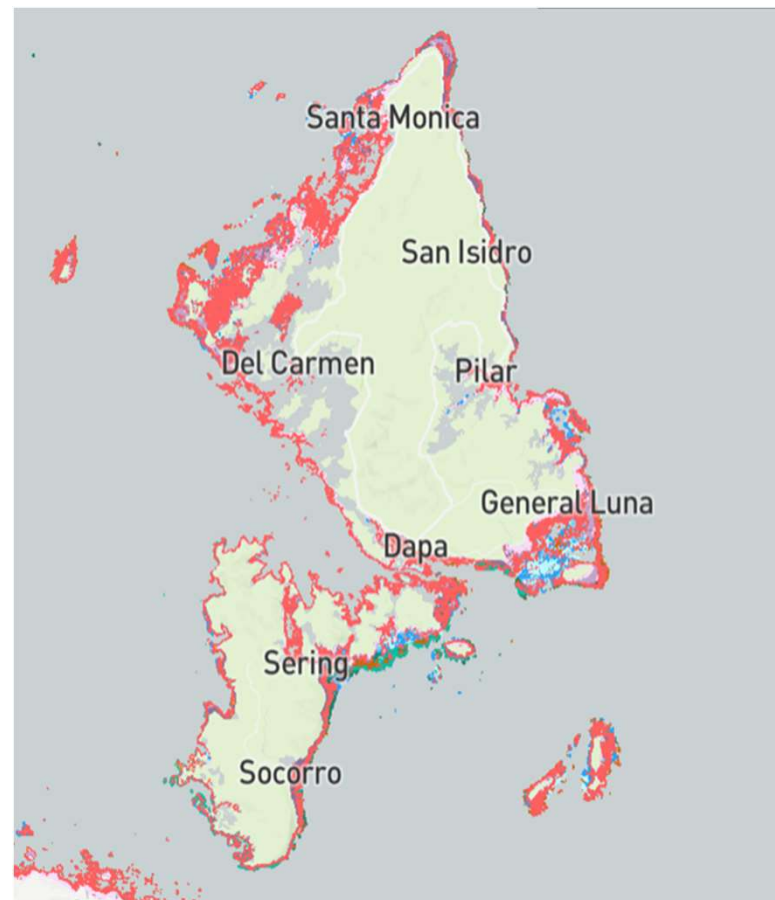 Santa Monica
San Isidro
Del Carmen
Pilar
General Luna
Dapa
Sering
Socorro